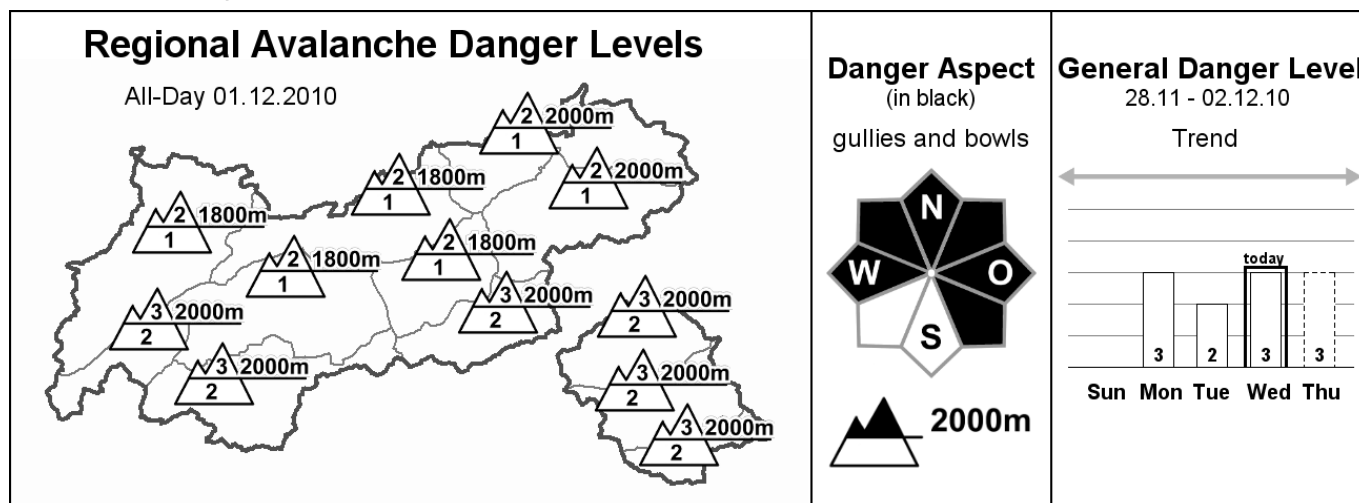 Regional Avalanche Danger Levels
All-Day 01.12.2010
2 2000m
1
2 2000m
1
2 1800m
1
2 1800m
1
2 1800m
1
2 1800m
1
3 2000m
2
3 2000m
2
3 2000m
2
3 2000m
2
3 2000m
2
3 2000m
2
Danger Aspect
(in black)
gullies and bowls
N
W O
S
2000m
General Danger Level
28.11 - 02.12.10
Trend
today
3 2 3 3
Sun Mon Tue Wed Thu